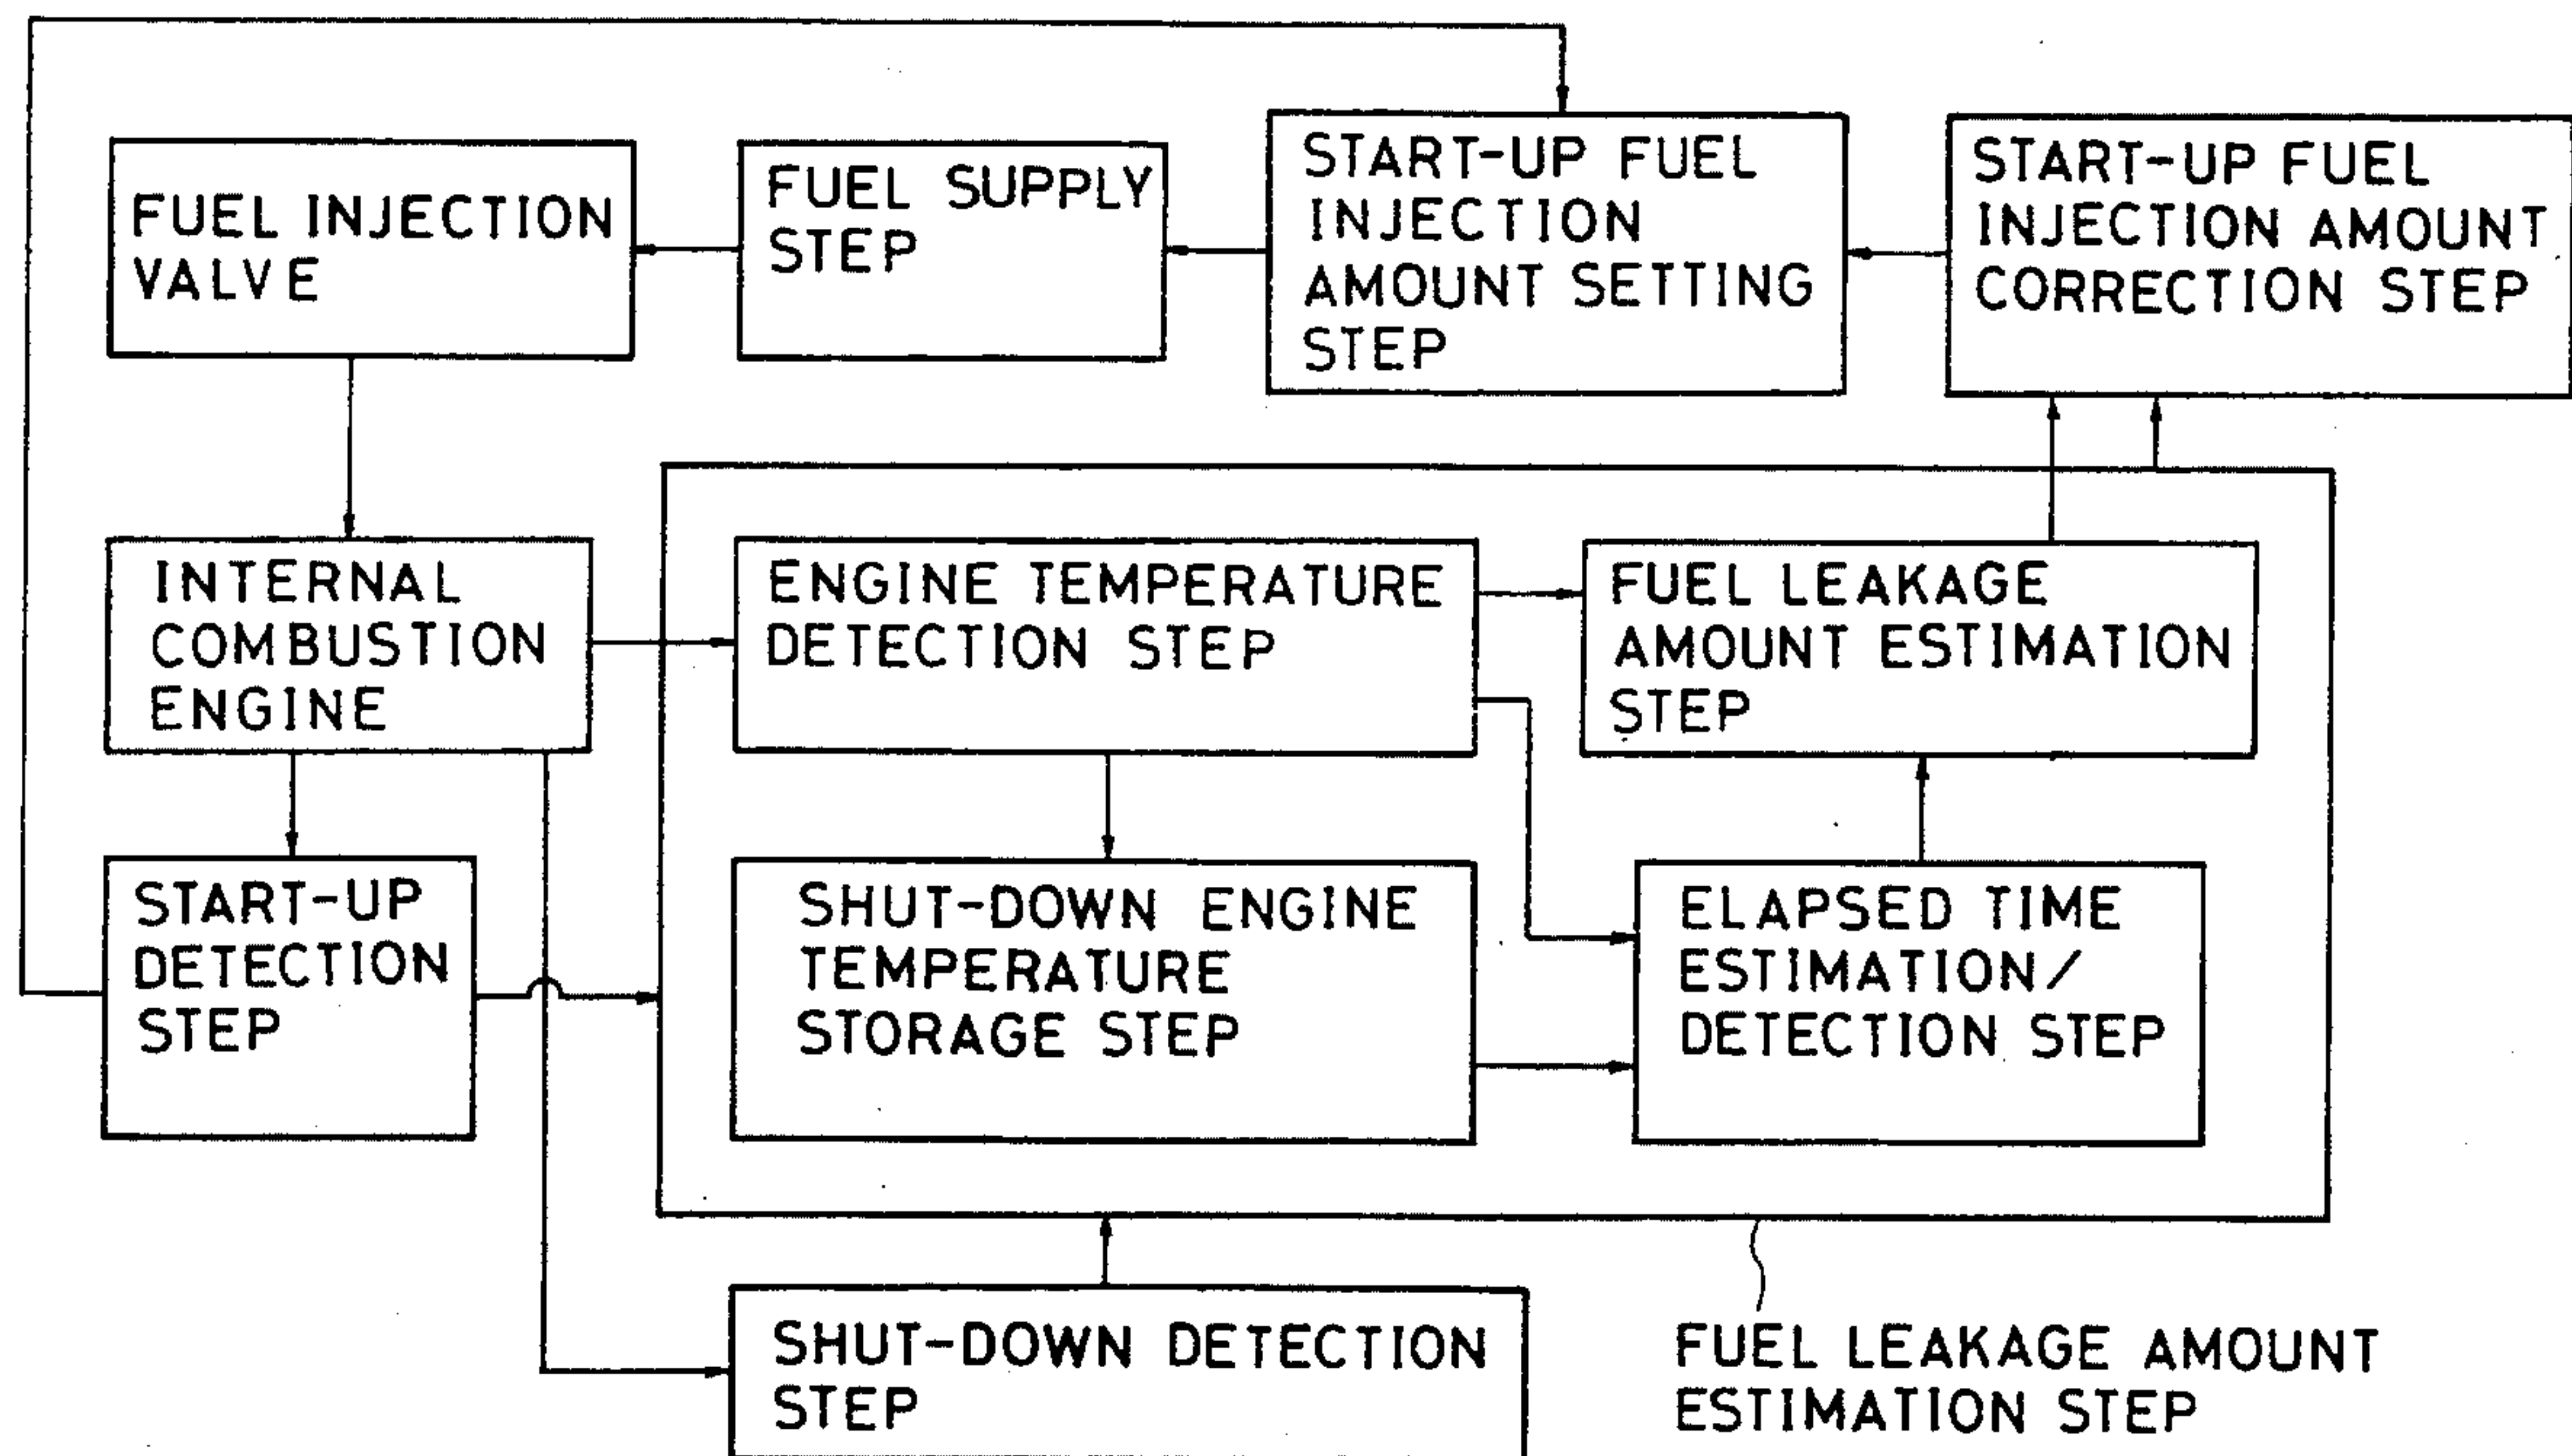 FUEL INJECTION
VALVE
FUEL SUPPLY
STEP
START-UP FUEL
INJECTION
AMOUNT SETTING
STEP
START-UP FUEL
INJECTION AMOUNT
CORRECTION STEP
INTERNAL
COMBUSTION
ENGINE
ENGINE TEMPERATURE
DETECTION STEP
FUEL LEAKAGE
AMOUNT ESTIMATION
STEP
START-UP
DETECTION
STEP
SHUT-DOWN ENGINE
TEMPERATURE
STORAGE STEP
ELAPSED TIME
ESTIMATION/
DETECTION STEP
SHUT-DOWN DETECTION
STEP
FUEL LEAKAGE AMOUNT
ESTIMATION STEP